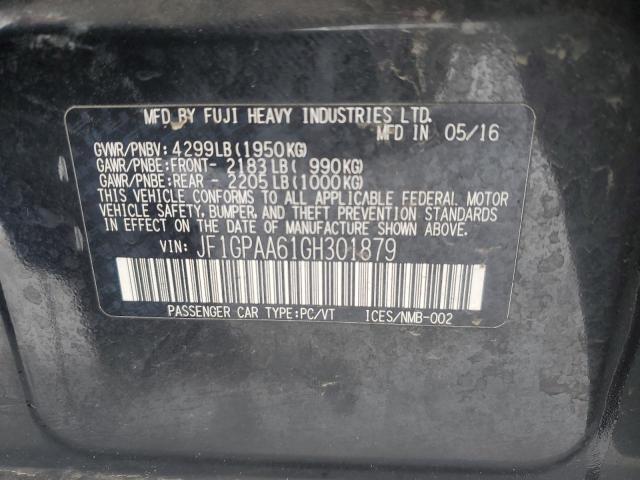 MFD BY FUJI HEAVY INDUSTRIES LTD.
MFD IN 05/16
GVWR/PNBV: 4299LB(1950KG)
GAWR/PNBE:FRONT- 2183LB( 990KG)
GAWR/PNBE:REAR - 2205LB(1000KG)
THIS VEHICLE CONFORMS TO ALL APPLICABLE FEDERAL MOTOR
VEHICLE SAFETY, BUMPER, AND THEFT PREVENTION STANDARDS
IN EFFECT ON THE DATE OF MANUFACTURE SHOWN ABOVE.
VIN: JF1GPAA61GH301879
PASSENGER CAR TYPE:PC/VT ICES/NMB-002